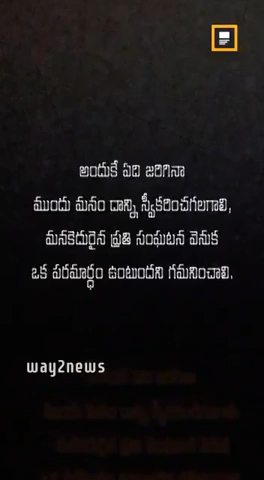 అందుకే ఏది జరిగినా
ముందు మనం దాన్ని స్వీకరించగలగాలి,
మనకెదురైన ప్రతి సంఘటన వెనుక
ఒక పరమార్ధం ఉంటుందని గమనించాలి.
way2news